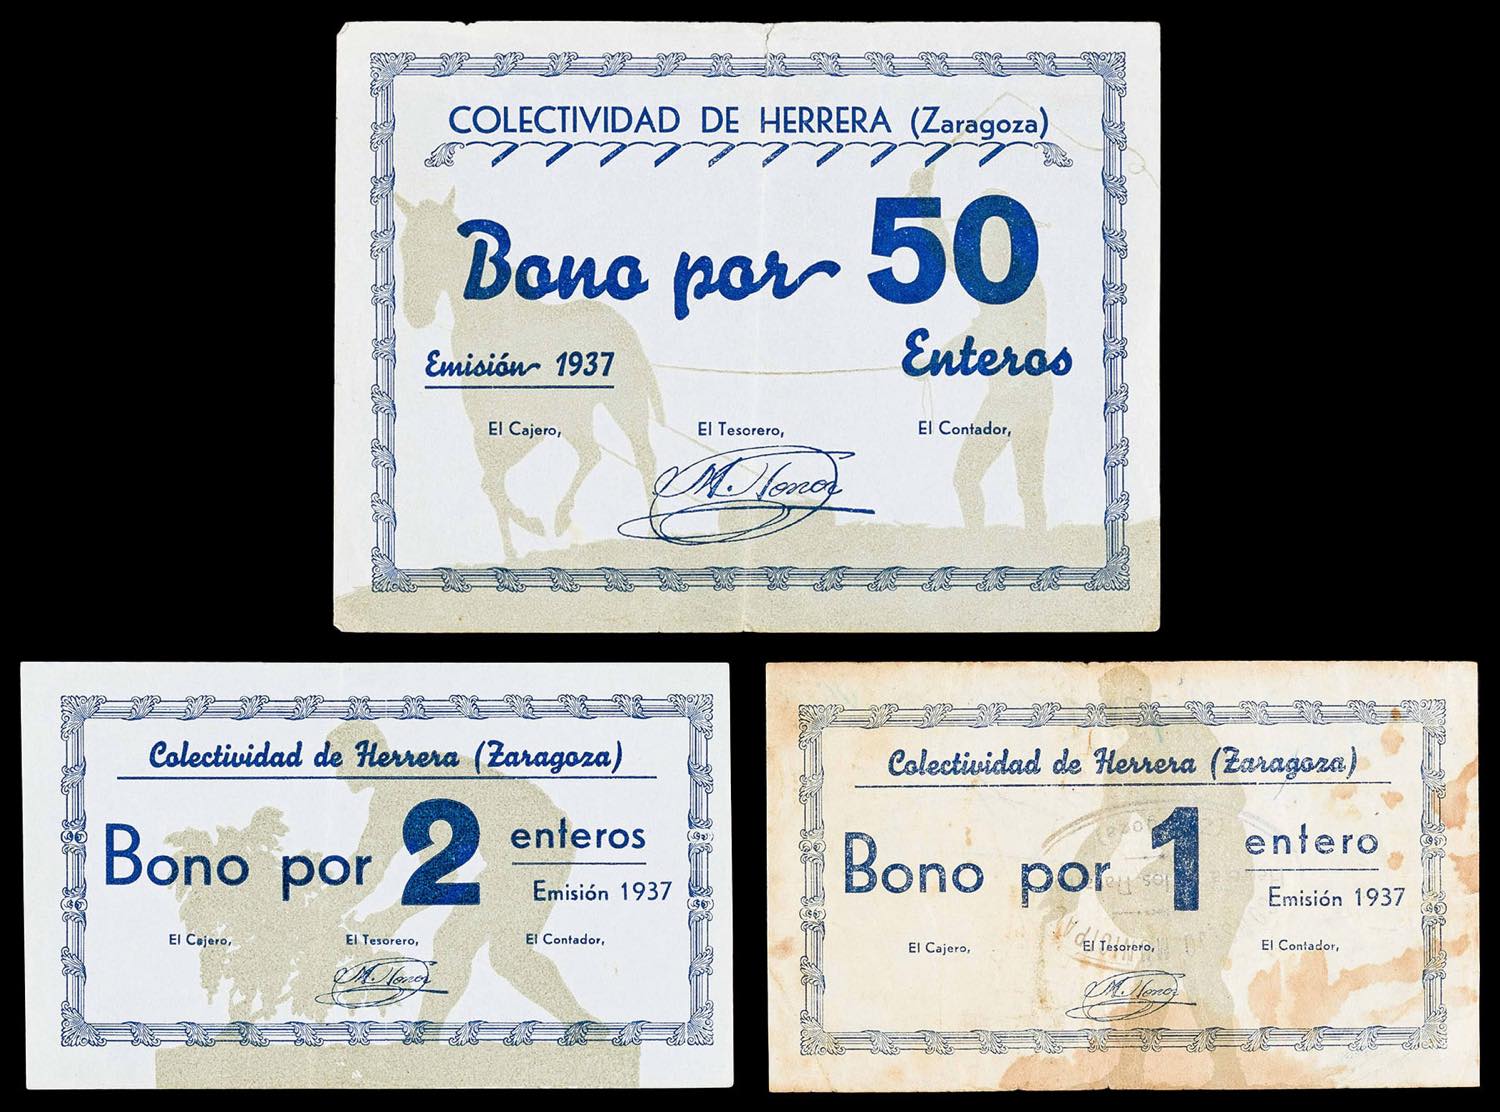 COLECTIVIDAD DE HERRERA (Zaragoza)
Bono por 50
Enteros
Emisión 1937
El Cajero, El Tesorero, El Contador,
Colectividad de Herrera (Zaragoza)
Bono por 2 enteros
Emisión 1937
El Cajero, El Tesorero, El Contador,
Colectividad de Herrera (Zaragoza)
Bono por 1 entero
Emisión 1937
El Cajero, El Tesorero, El Contador,